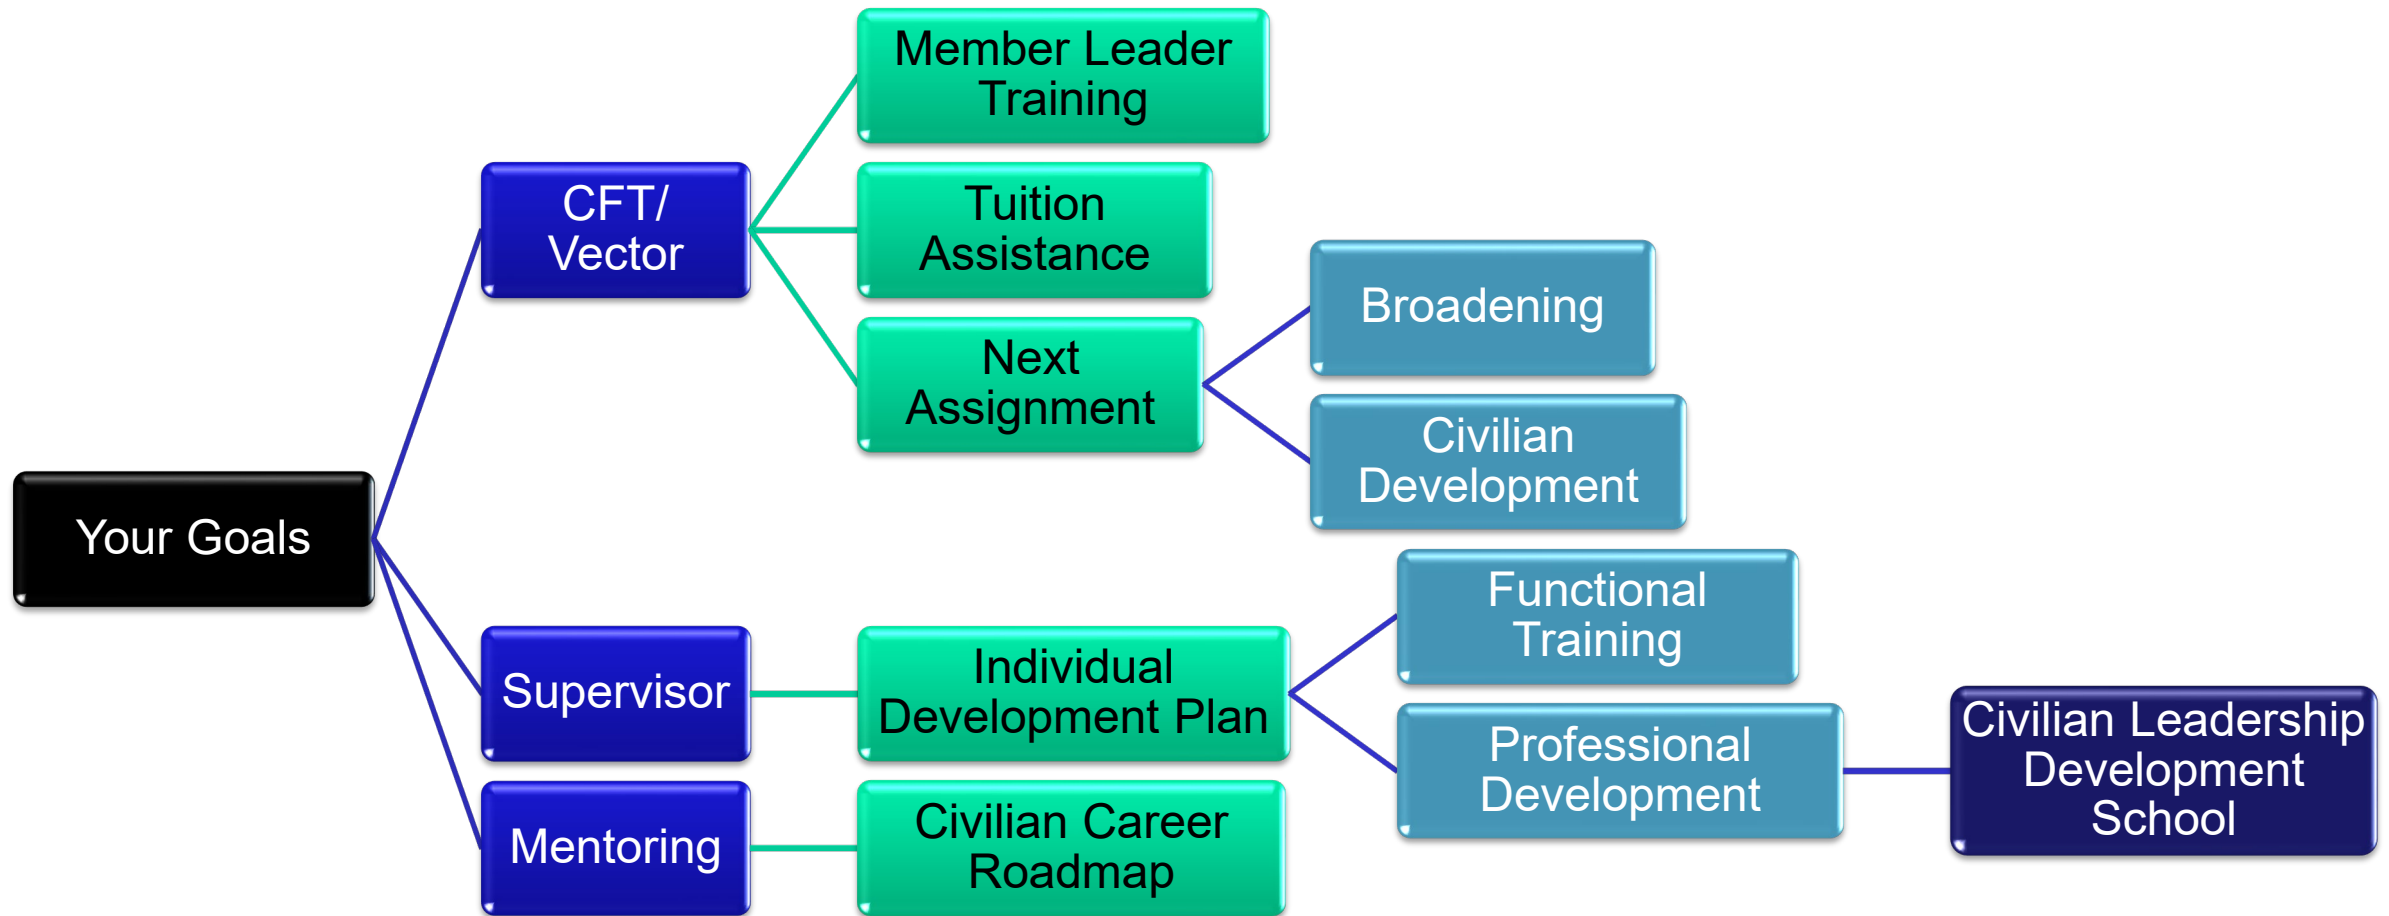 Your Goals
CFT/
Vector
Member Leader
Training
Tuition
Assistance
Next
Assignment
Broadening
Civilian
Development
Supervisor
Individual
Development Plan
Functional
Training
Professional
Development
Civilian Leadership
Development
School
Mentoring
Civilian Career
Roadmap